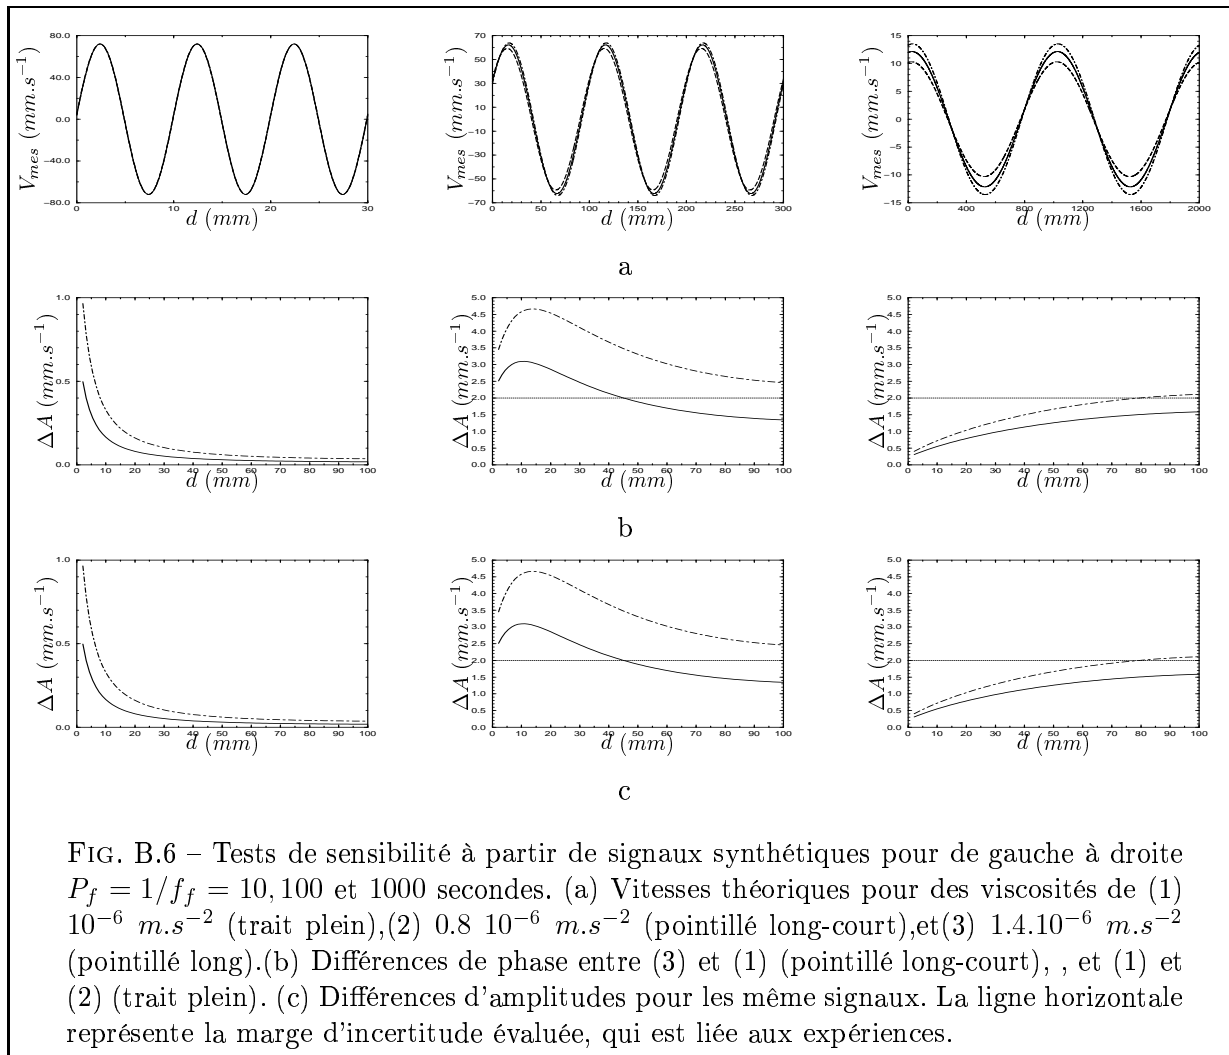 80.0
40.0
0.0
−40.0
−80.0
0
10
20
30
V_mes (mm.s⁻¹)
d (mm)
70
50
30
10
−10
−30
−50
−70
0
50
100
150
200
250
300
V_mes (mm.s⁻¹)
d (mm)
15
10
5
0
−5
−10
−15
0
400
800
1200
1600
2000
V_mes (mm.s⁻¹)
d (mm)
a
1.0
0.5
0.0
0 10 20 30 40 50 60 70 80 90 100
ΔA (mm.s⁻¹)
d (mm)
5.0
4.5
4.0
3.5
3.0
2.5
2.0
1.5
1.0
0.5
0.0
0 10 20 30 40 50 60 70 80 90 100
ΔA (mm.s⁻¹)
d (mm)
5.0
4.5
4.0
3.5
3.0
2.5
2.0
1.5
1.0
0.5
0.0
0 10 20 30 40 50 60 70 80 90 100
ΔA (mm.s⁻¹)
d (mm)
b
1.0
0.5
0.0
0 10 20 30 40 50 60 70 80 90 100
ΔA (mm.s⁻¹)
d (mm)
5.0
4.5
4.0
3.5
3.0
2.5
2.0
1.5
1.0
0.5
0.0
0 10 20 30 40 50 60 70 80 90 100
ΔA (mm.s⁻¹)
d (mm)
5.0
4.5
4.0
3.5
3.0
2.5
2.0
1.5
1.0
0.5
0.0
0 10 20 30 40 50 60 70 80 90 100
ΔA (mm.s⁻¹)
d (mm)
c
FIG. B.6 – Tests de sensibilité à partir de signaux synthétiques pour de gauche à droite
P_f = 1/f_f = 10, 100 et 1000 secondes. (a) Vitesses théoriques pour des viscosités de (1)
10⁻⁶ m.s⁻² (trait plein),(2) 0.8 10⁻⁶ m.s⁻² (pointillé long-court),et(3) 1.4.10⁻⁶ m.s⁻²
(pointillé long).(b) Différences de phase entre (3) et (1) (pointillé long-court), , et (1) et
(2) (trait plein). (c) Différences d'amplitudes pour les même signaux. La ligne horizontale
représente la marge d'incertitude évaluée, qui est liée aux expériences.